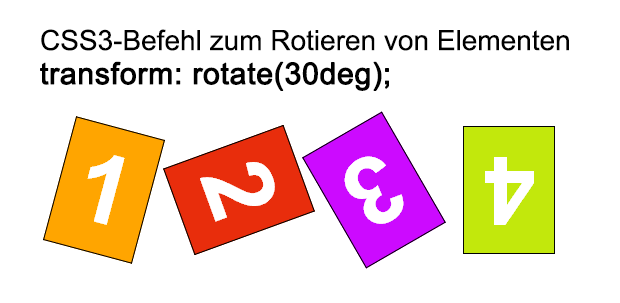 CSS3-Befehl zum Rotieren von Elementen
transform: rotate(30deg);
1 2 3 4